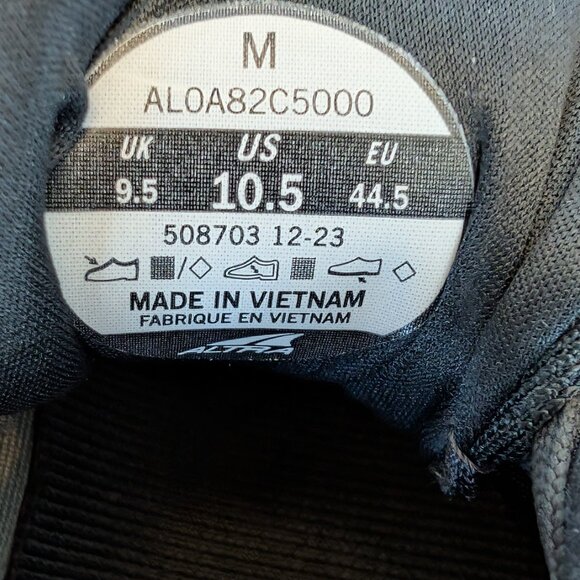 M
AL0A82C5000
UK US EU
9.5 10.5 44.5
508703 12-23
MADE IN VIETNAM
FABRIQUE EN VIETNAM
ALTRA